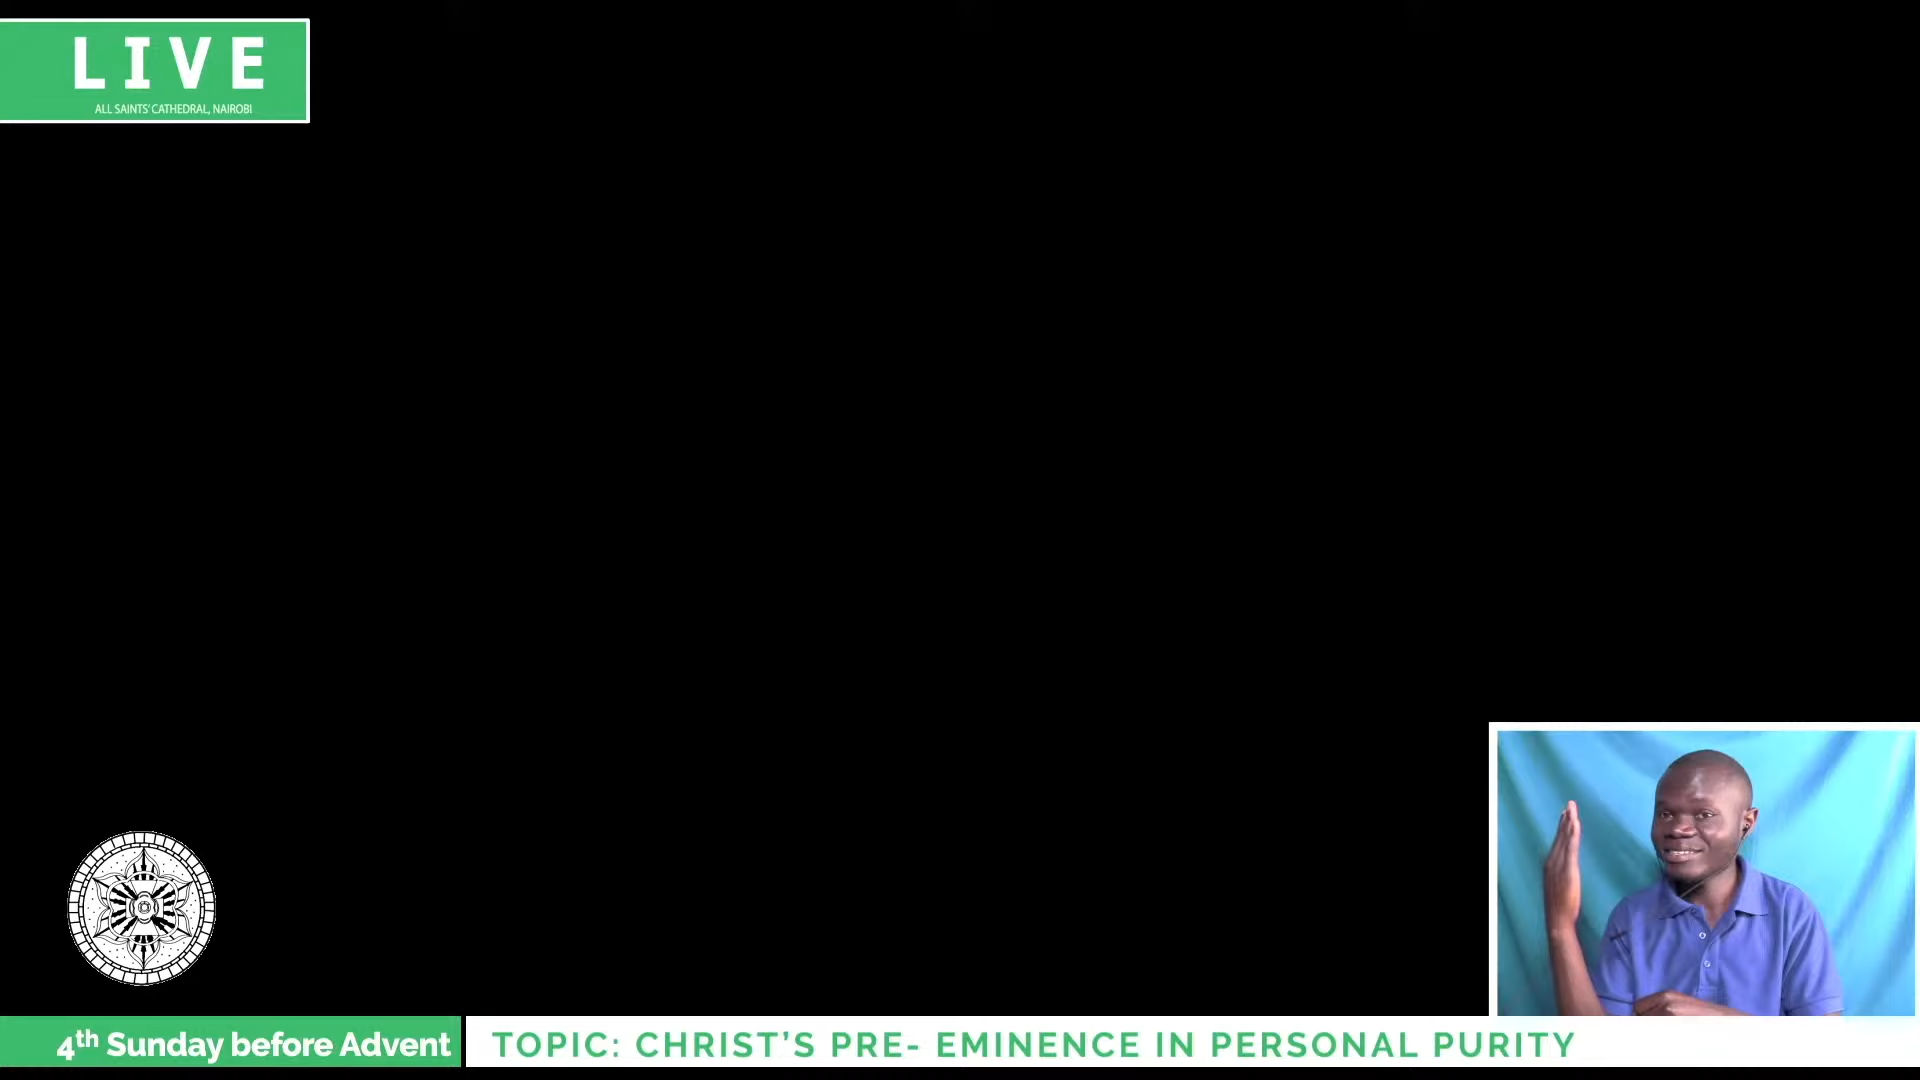 LIVE
ALL SAINTS' CATHEDRAL, NAIROBI
4th Sunday before Advent
TOPIC: CHRIST'S PRE- EMINENCE IN PERSONAL PURITY